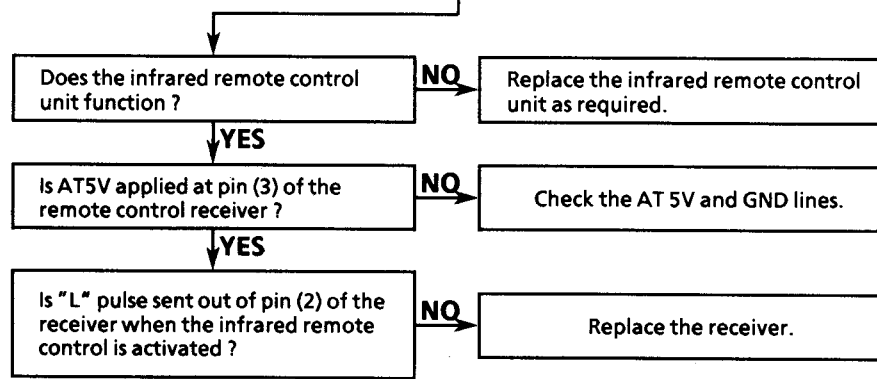 Does the infrared remote control
unit function ?
NO
Replace the infrared remote control
unit as required.
YES
Is AT5V applied at pin (3) of the
remote control receiver ?
NO
Check the AT 5V and GND lines.
YES
Is "L" pulse sent out of pin (2) of the
receiver when the infrared remote
control is activated ?
NO
Replace the receiver.